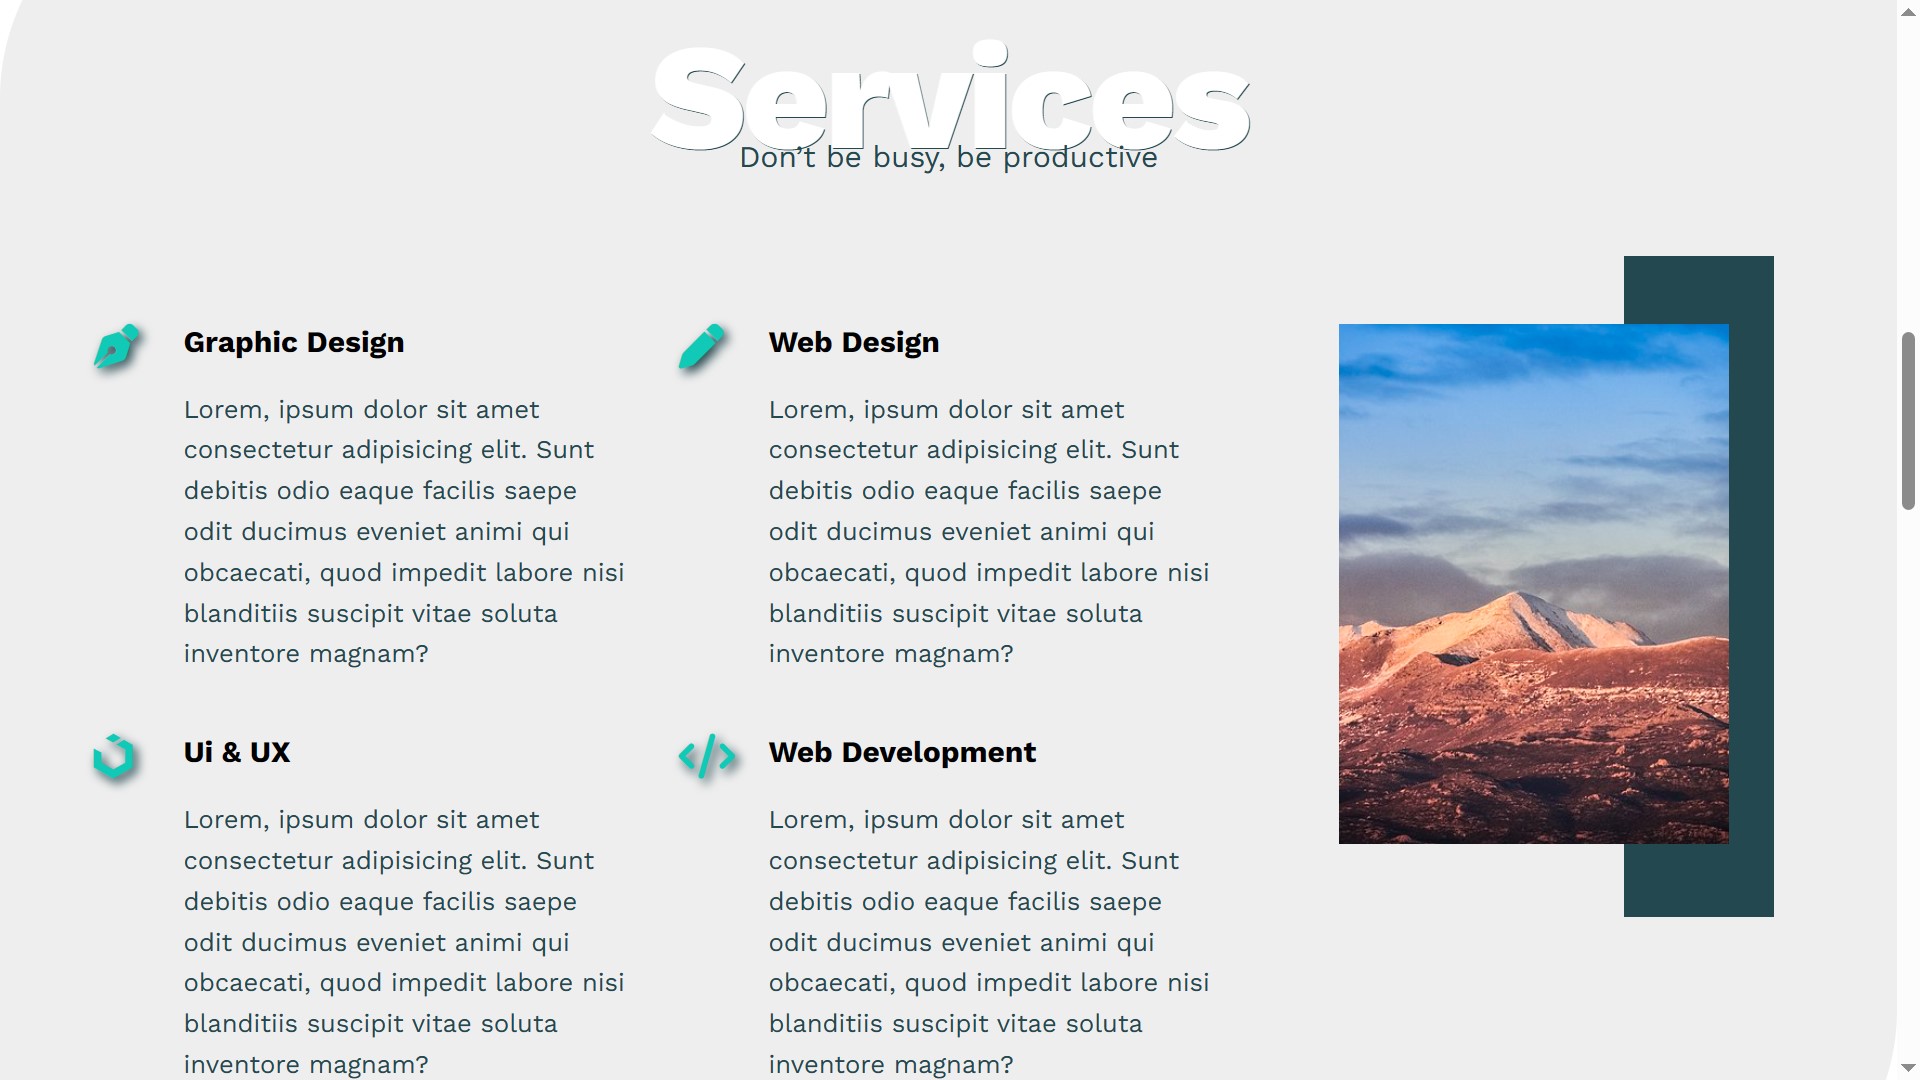 Services
Don’t be busy, be productive
Graphic Design
Lorem, ipsum dolor sit amet
consectetur adipisicing elit. Sunt
debitis odio eaque facilis saepe
odit ducimus eveniet animi qui
obcaecati, quod impedit labore nisi
blanditiis suscipit vitae soluta
inventore magnam?
Web Design
Lorem, ipsum dolor sit amet
consectetur adipisicing elit. Sunt
debitis odio eaque facilis saepe
odit ducimus eveniet animi qui
obcaecati, quod impedit labore nisi
blanditiis suscipit vitae soluta
inventore magnam?
Ui & UX
Lorem, ipsum dolor sit amet
consectetur adipisicing elit. Sunt
debitis odio eaque facilis saepe
odit ducimus eveniet animi qui
obcaecati, quod impedit labore nisi
blanditiis suscipit vitae soluta
inventore magnam?
Web Development
Lorem, ipsum dolor sit amet
consectetur adipisicing elit. Sunt
debitis odio eaque facilis saepe
odit ducimus eveniet animi qui
obcaecati, quod impedit labore nisi
blanditiis suscipit vitae soluta
inventore magnam?